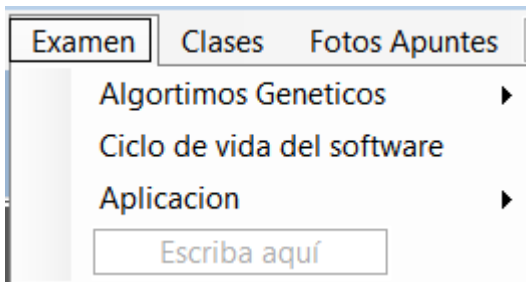 Examen Clases Fotos Apuntes
Algortimos Geneticos
Ciclo de vida del software
Aplicacion
Escriba aquí